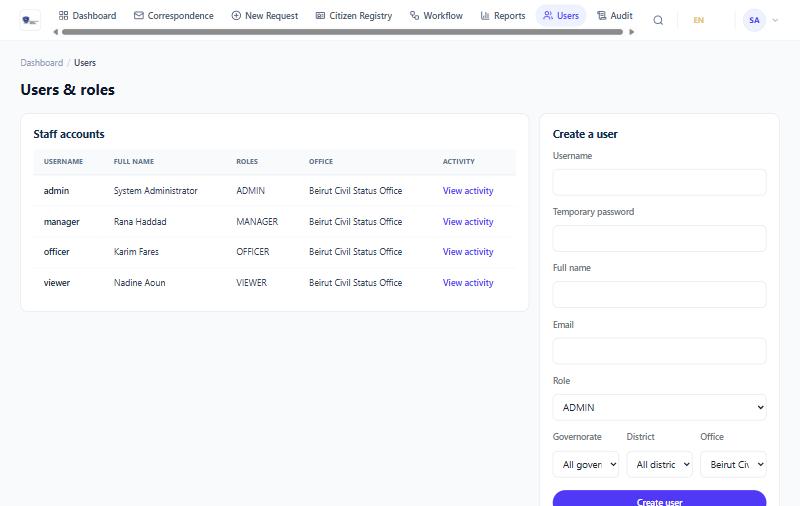 Dashboard Correspondence New Request Citizen Registry Workflow Reports Users Audit EN SA
Dashboard / Users
Users & roles
Staff accounts
USERNAME FULL NAME ROLES OFFICE ACTIVITY
admin System Administrator ADMIN Beirut Civil Status Office View activity
manager Rana Haddad MANAGER Beirut Civil Status Office View activity
officer Karim Fares OFFICER Beirut Civil Status Office View activity
viewer Nadine Aoun VIEWER Beirut Civil Status Office View activity
Create a user
Username
Temporary password
Full name
Email
Role
ADMIN
Governorate District Office
All govern All distric Beirut Civ
Create user